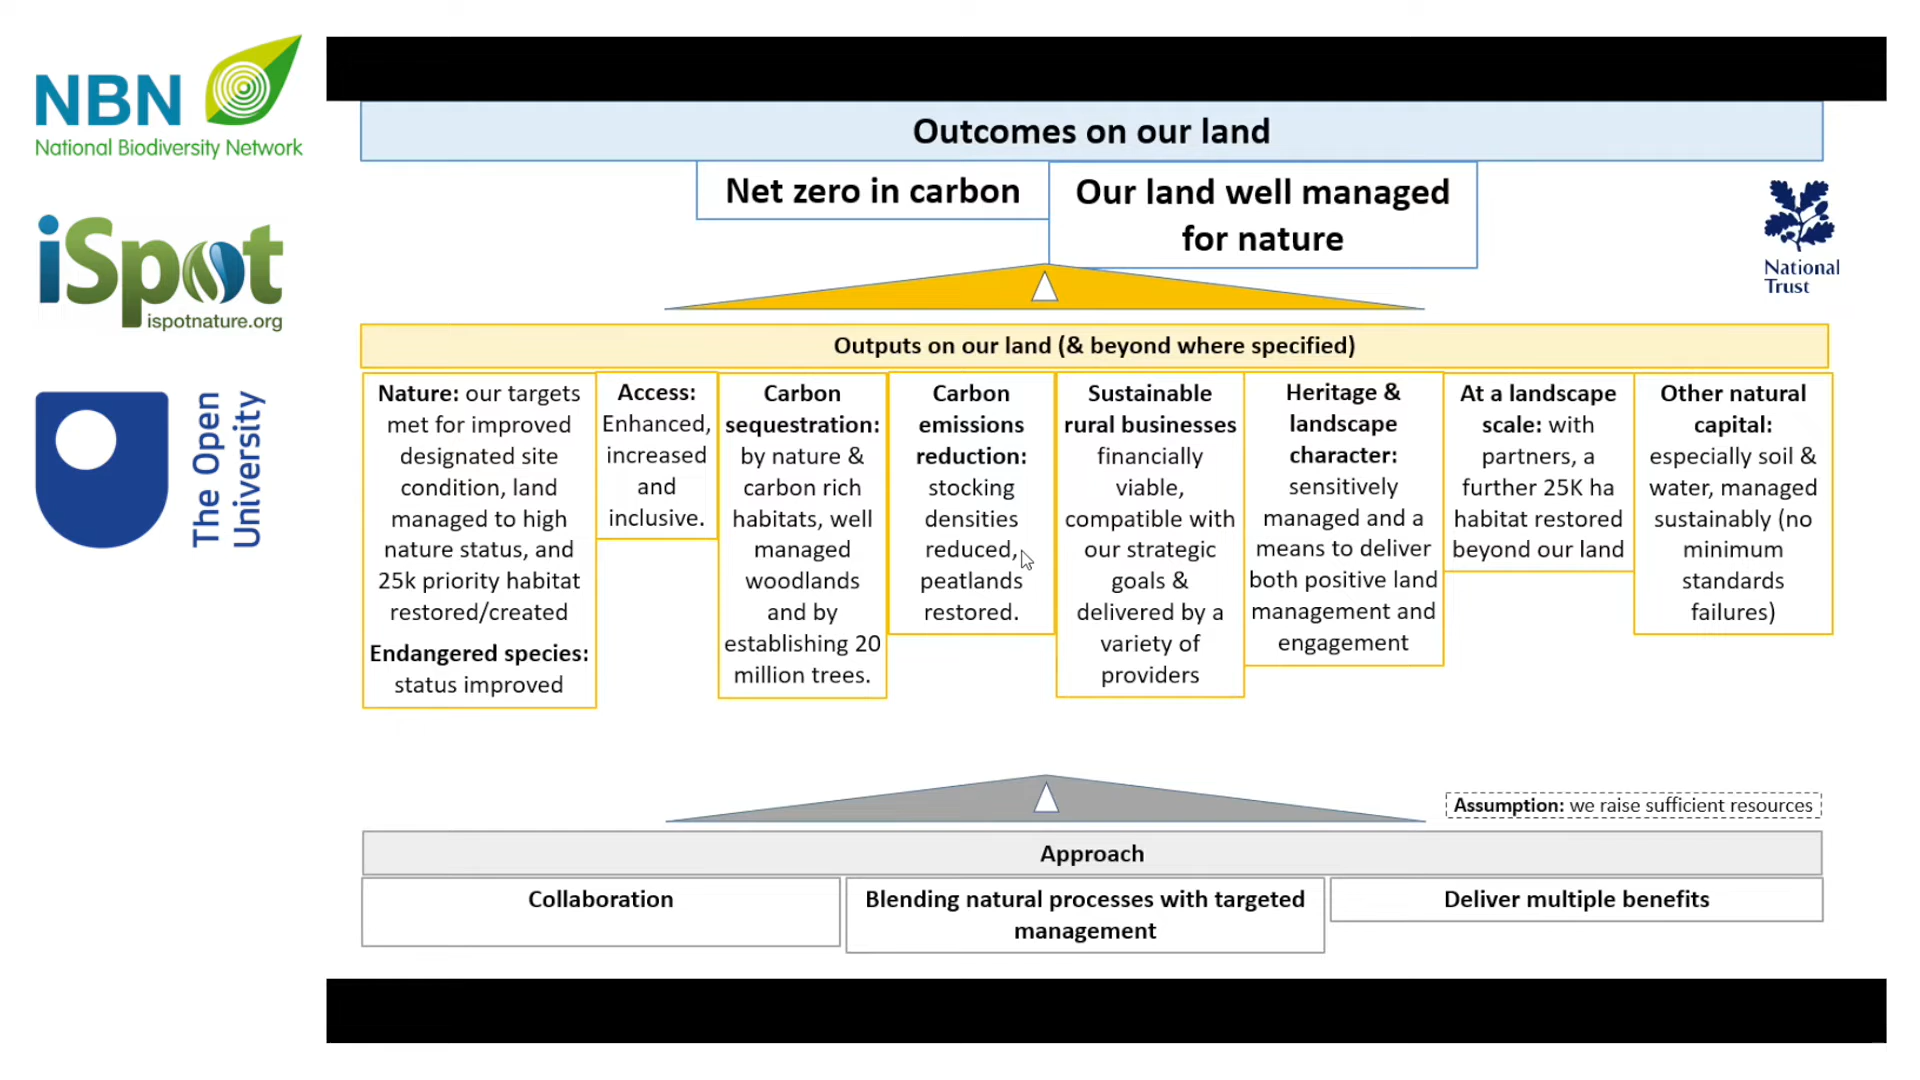 NBN
National Biodiversity Network
iSpot
ispotnature.org
The Open
University
Outcomes on our land
Net zero in carbon
Our land well managed
for nature
National
Trust
Outputs on our land (& beyond where specified)
Nature: our targets
met for improved
designated site
condition, land
managed to high
nature status, and
25k priority habitat
restored/created
Endangered species:
status improved
Access:
Enhanced,
increased
and
inclusive.
Carbon
sequestration:
by nature &
carbon rich
habitats, well
managed
woodlands
and by
establishing 20
million trees.
Carbon
emissions
reduction:
stocking
densities
reduced,
peatlands
restored.
Sustainable
rural businesses
financially
viable,
compatible with
our strategic
goals &
delivered by a
variety of
providers
Heritage &
landscape
character:
sensitively
managed and a
means to deliver
both positive land
management and
engagement
At a landscape
scale: with
partners, a
further 25K ha
habitat restored
beyond our land
Other natural
capital:
especially soil &
water, managed
sustainably (no
minimum
standards
failures)
Assumption: we raise sufficient resources
Approach
Collaboration
Blending natural processes with targeted
management
Deliver multiple benefits